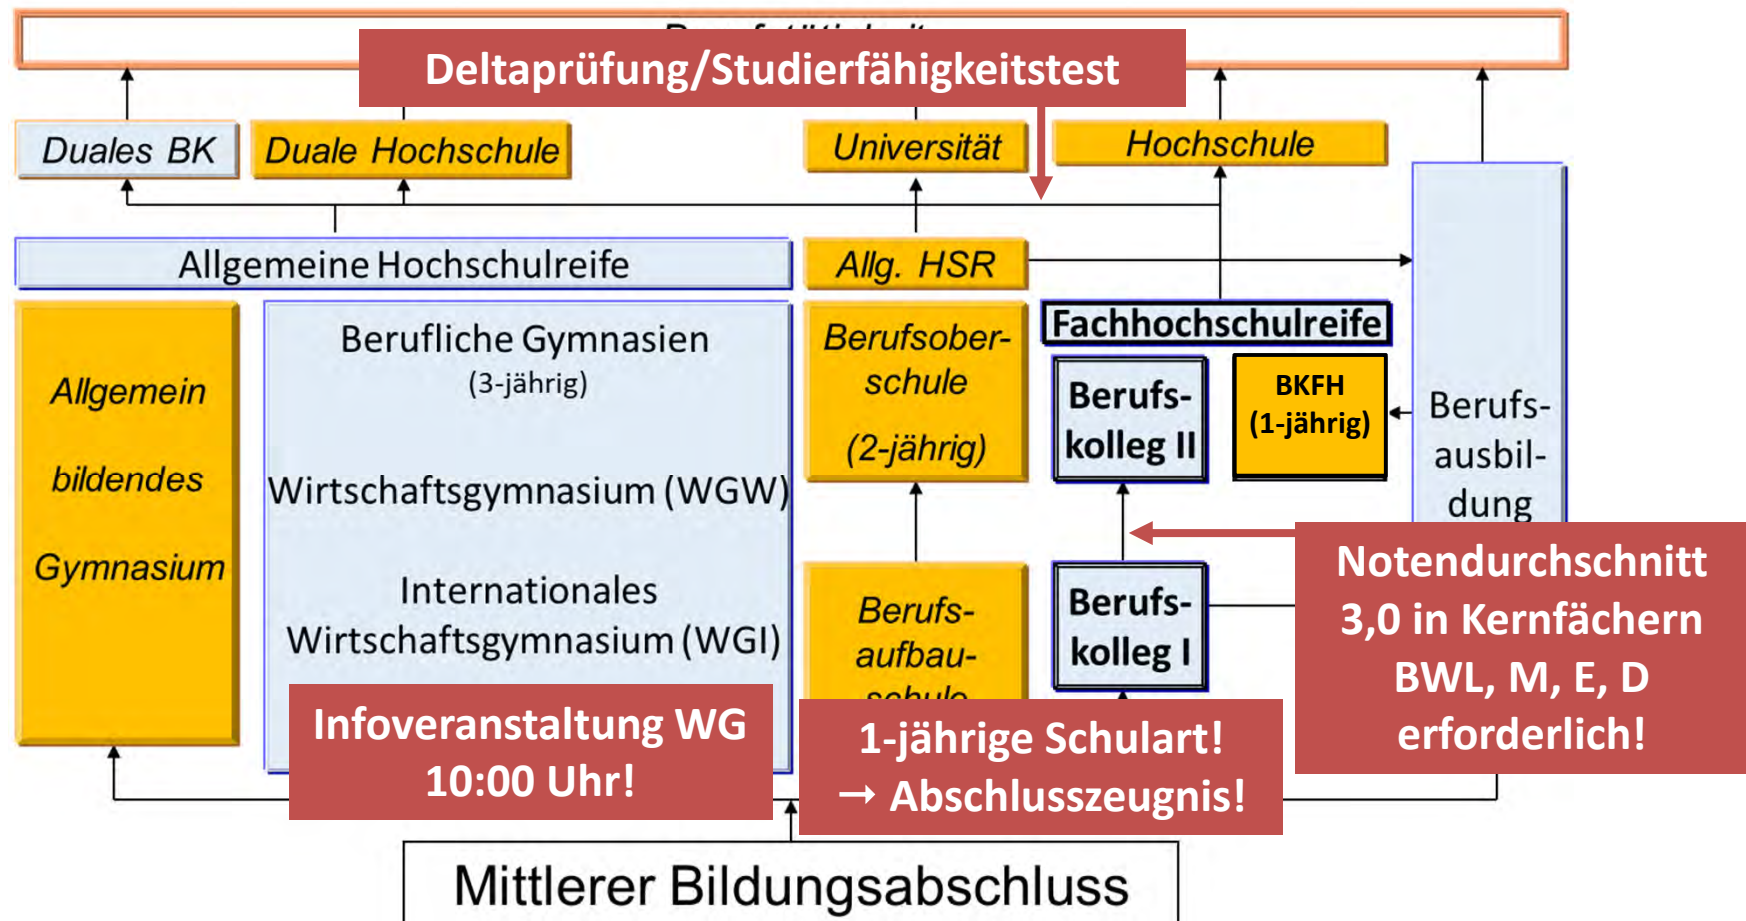 Deltaprüfung/Studierfähigkeitstest
Duales BK
Duale Hochschule
Universität
Hochschule
Allgemeine Hochschulreife
Allg. HSR
Fachhochschulreife
Allgemein
bildendes
Gymnasium
Berufliche Gymnasien
(3-jährig)
Wirtschaftsgymnasium (WGW)
Internationales
Wirtschaftsgymnasium (WGI)
Berufsober-
schule
(2-jährig)
Berufs-
kolleg II
BKFH
(1-jährig)
Berufs-
ausbil-
dung
Berufs-
aufbau-
schule
Berufs-
kolleg I
Notendurchschnitt
3,0 in Kernfächern
BWL, M, E, D
erforderlich!
Infoveranstaltung WG
10:00 Uhr!
1-jährige Schulart!
→ Abschlusszeugnis!
Mittlerer Bildungsabschluss